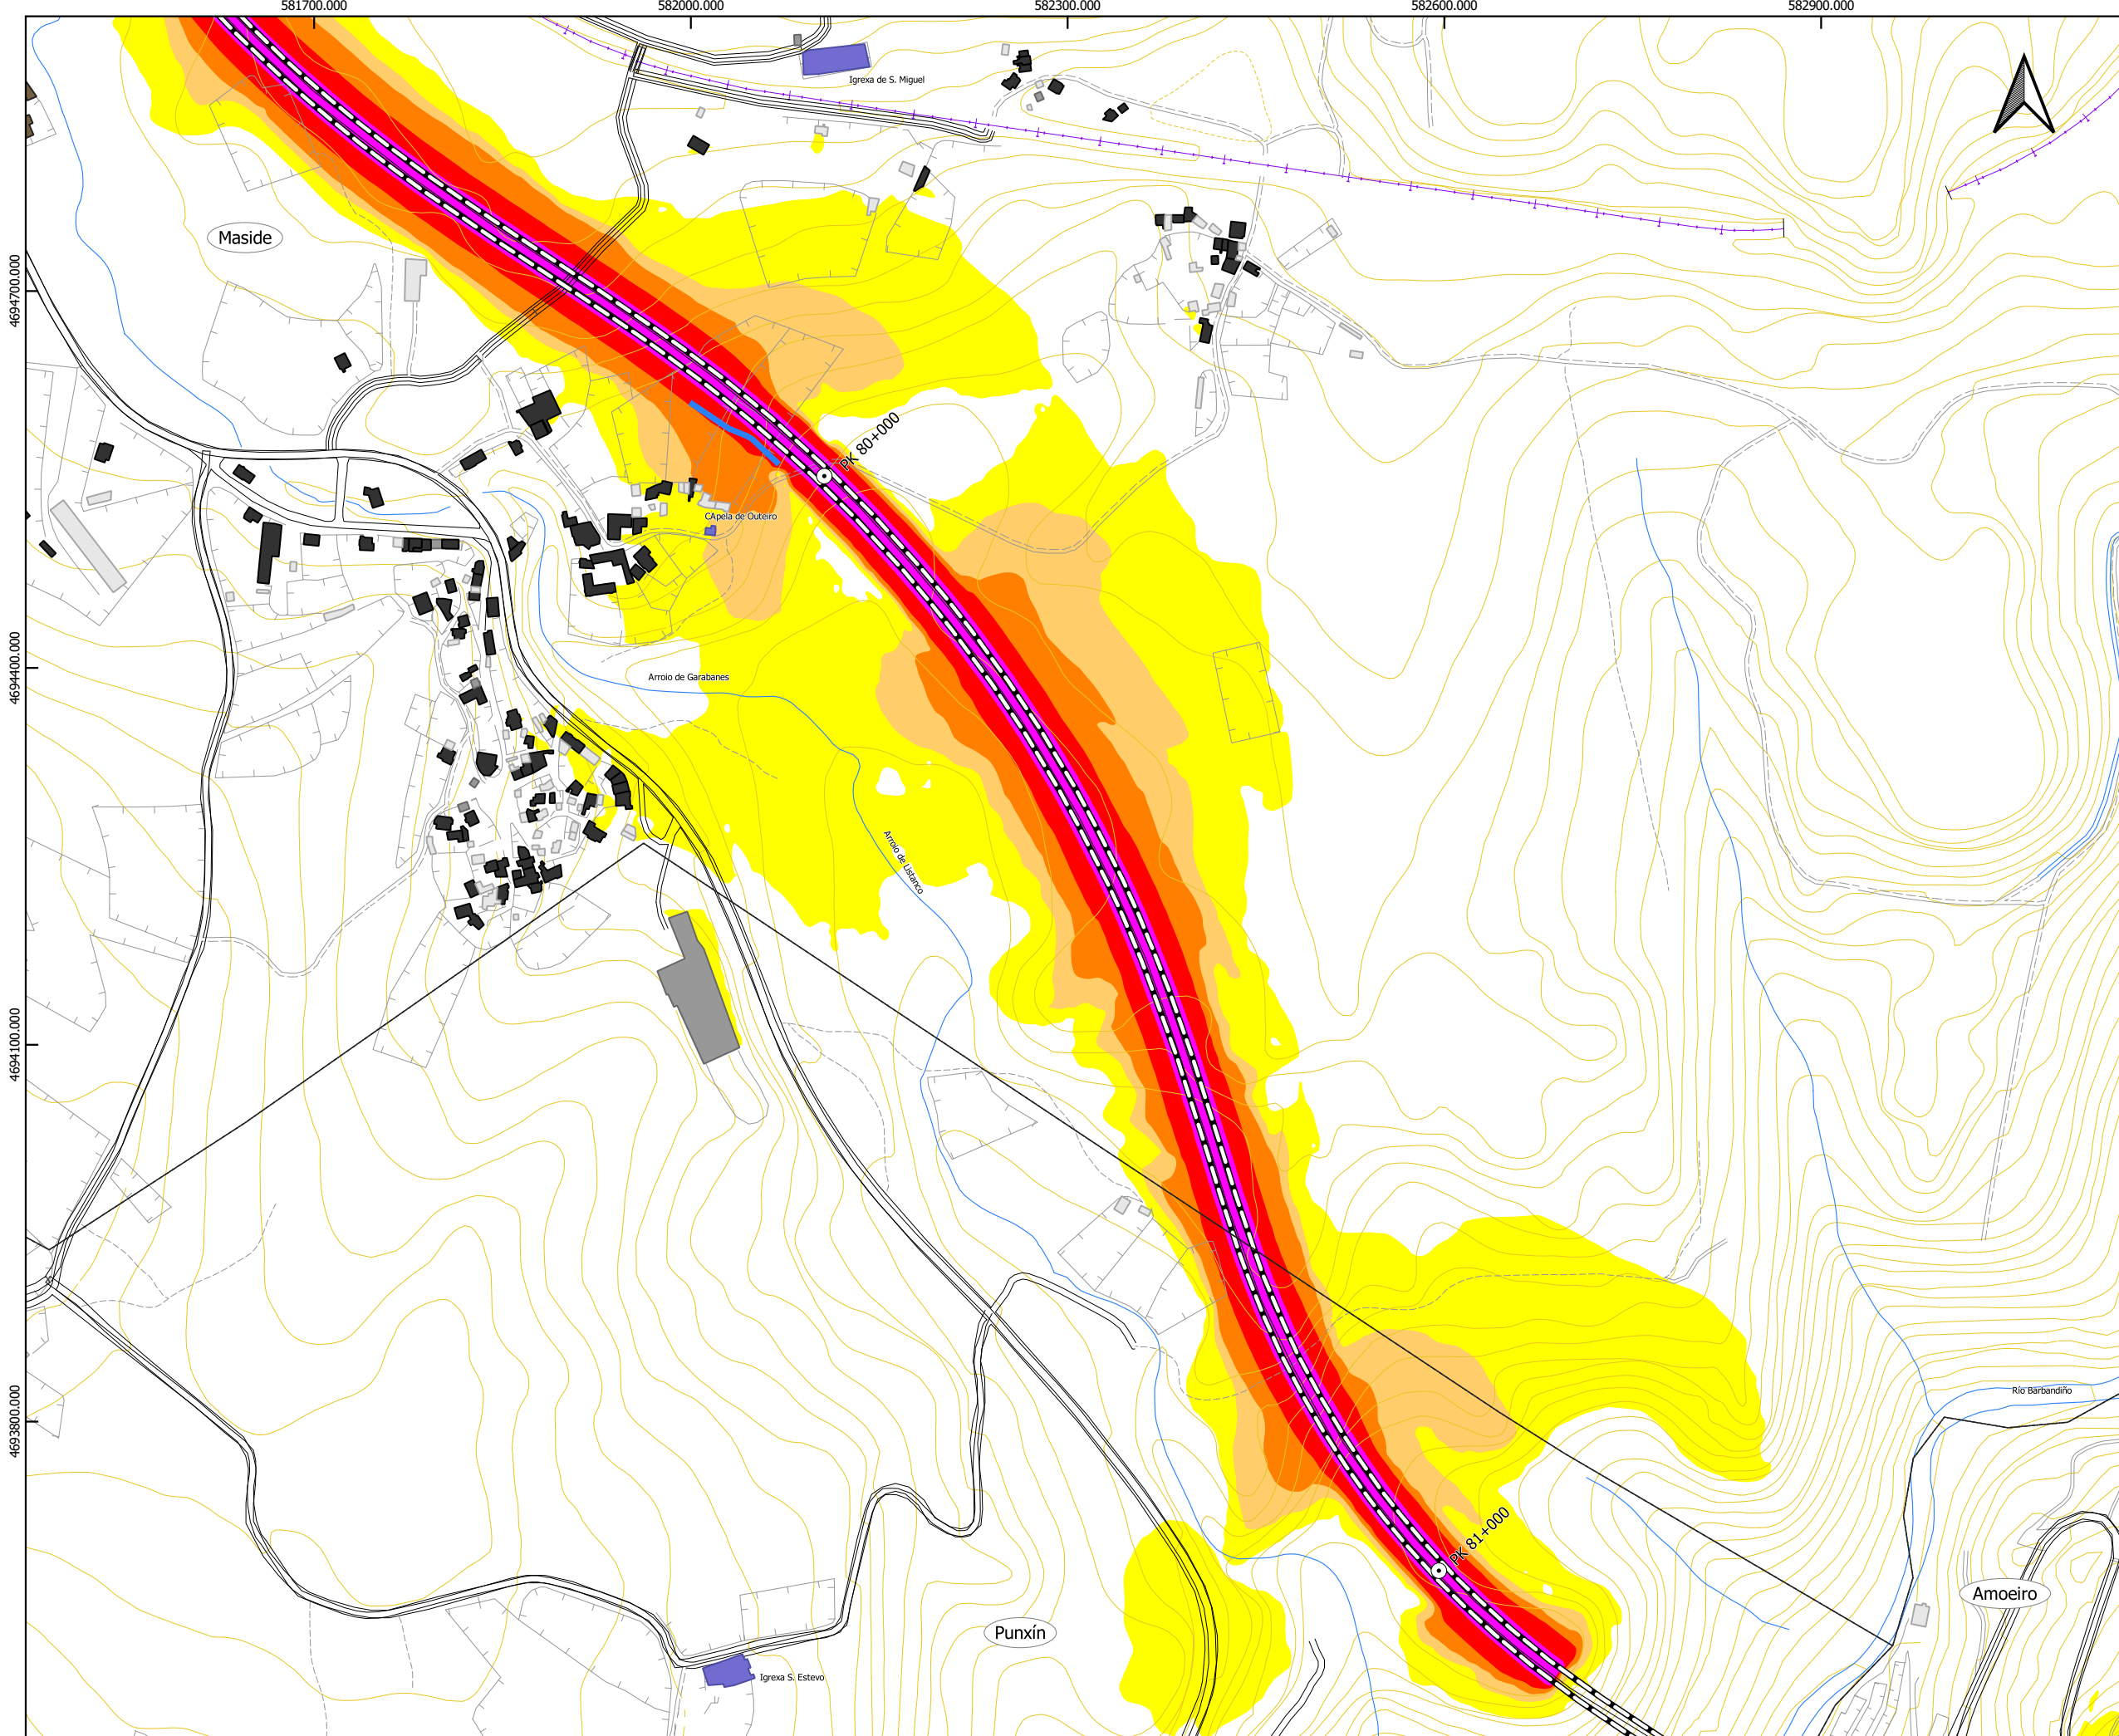 581700.000
582000.000
582300.000
582600.000
582900.000
Igrexa de S. Miguel
Maside
4694700.000
PK 80+000
CApela de Outeiro
4694400.000
Arroio de Garabanes
Arroio de Listanco
4694100.000
Río Barbandiño
4693800.000
PK 81+000
Amoeiro
Punxín
Igrexa S. Estevo